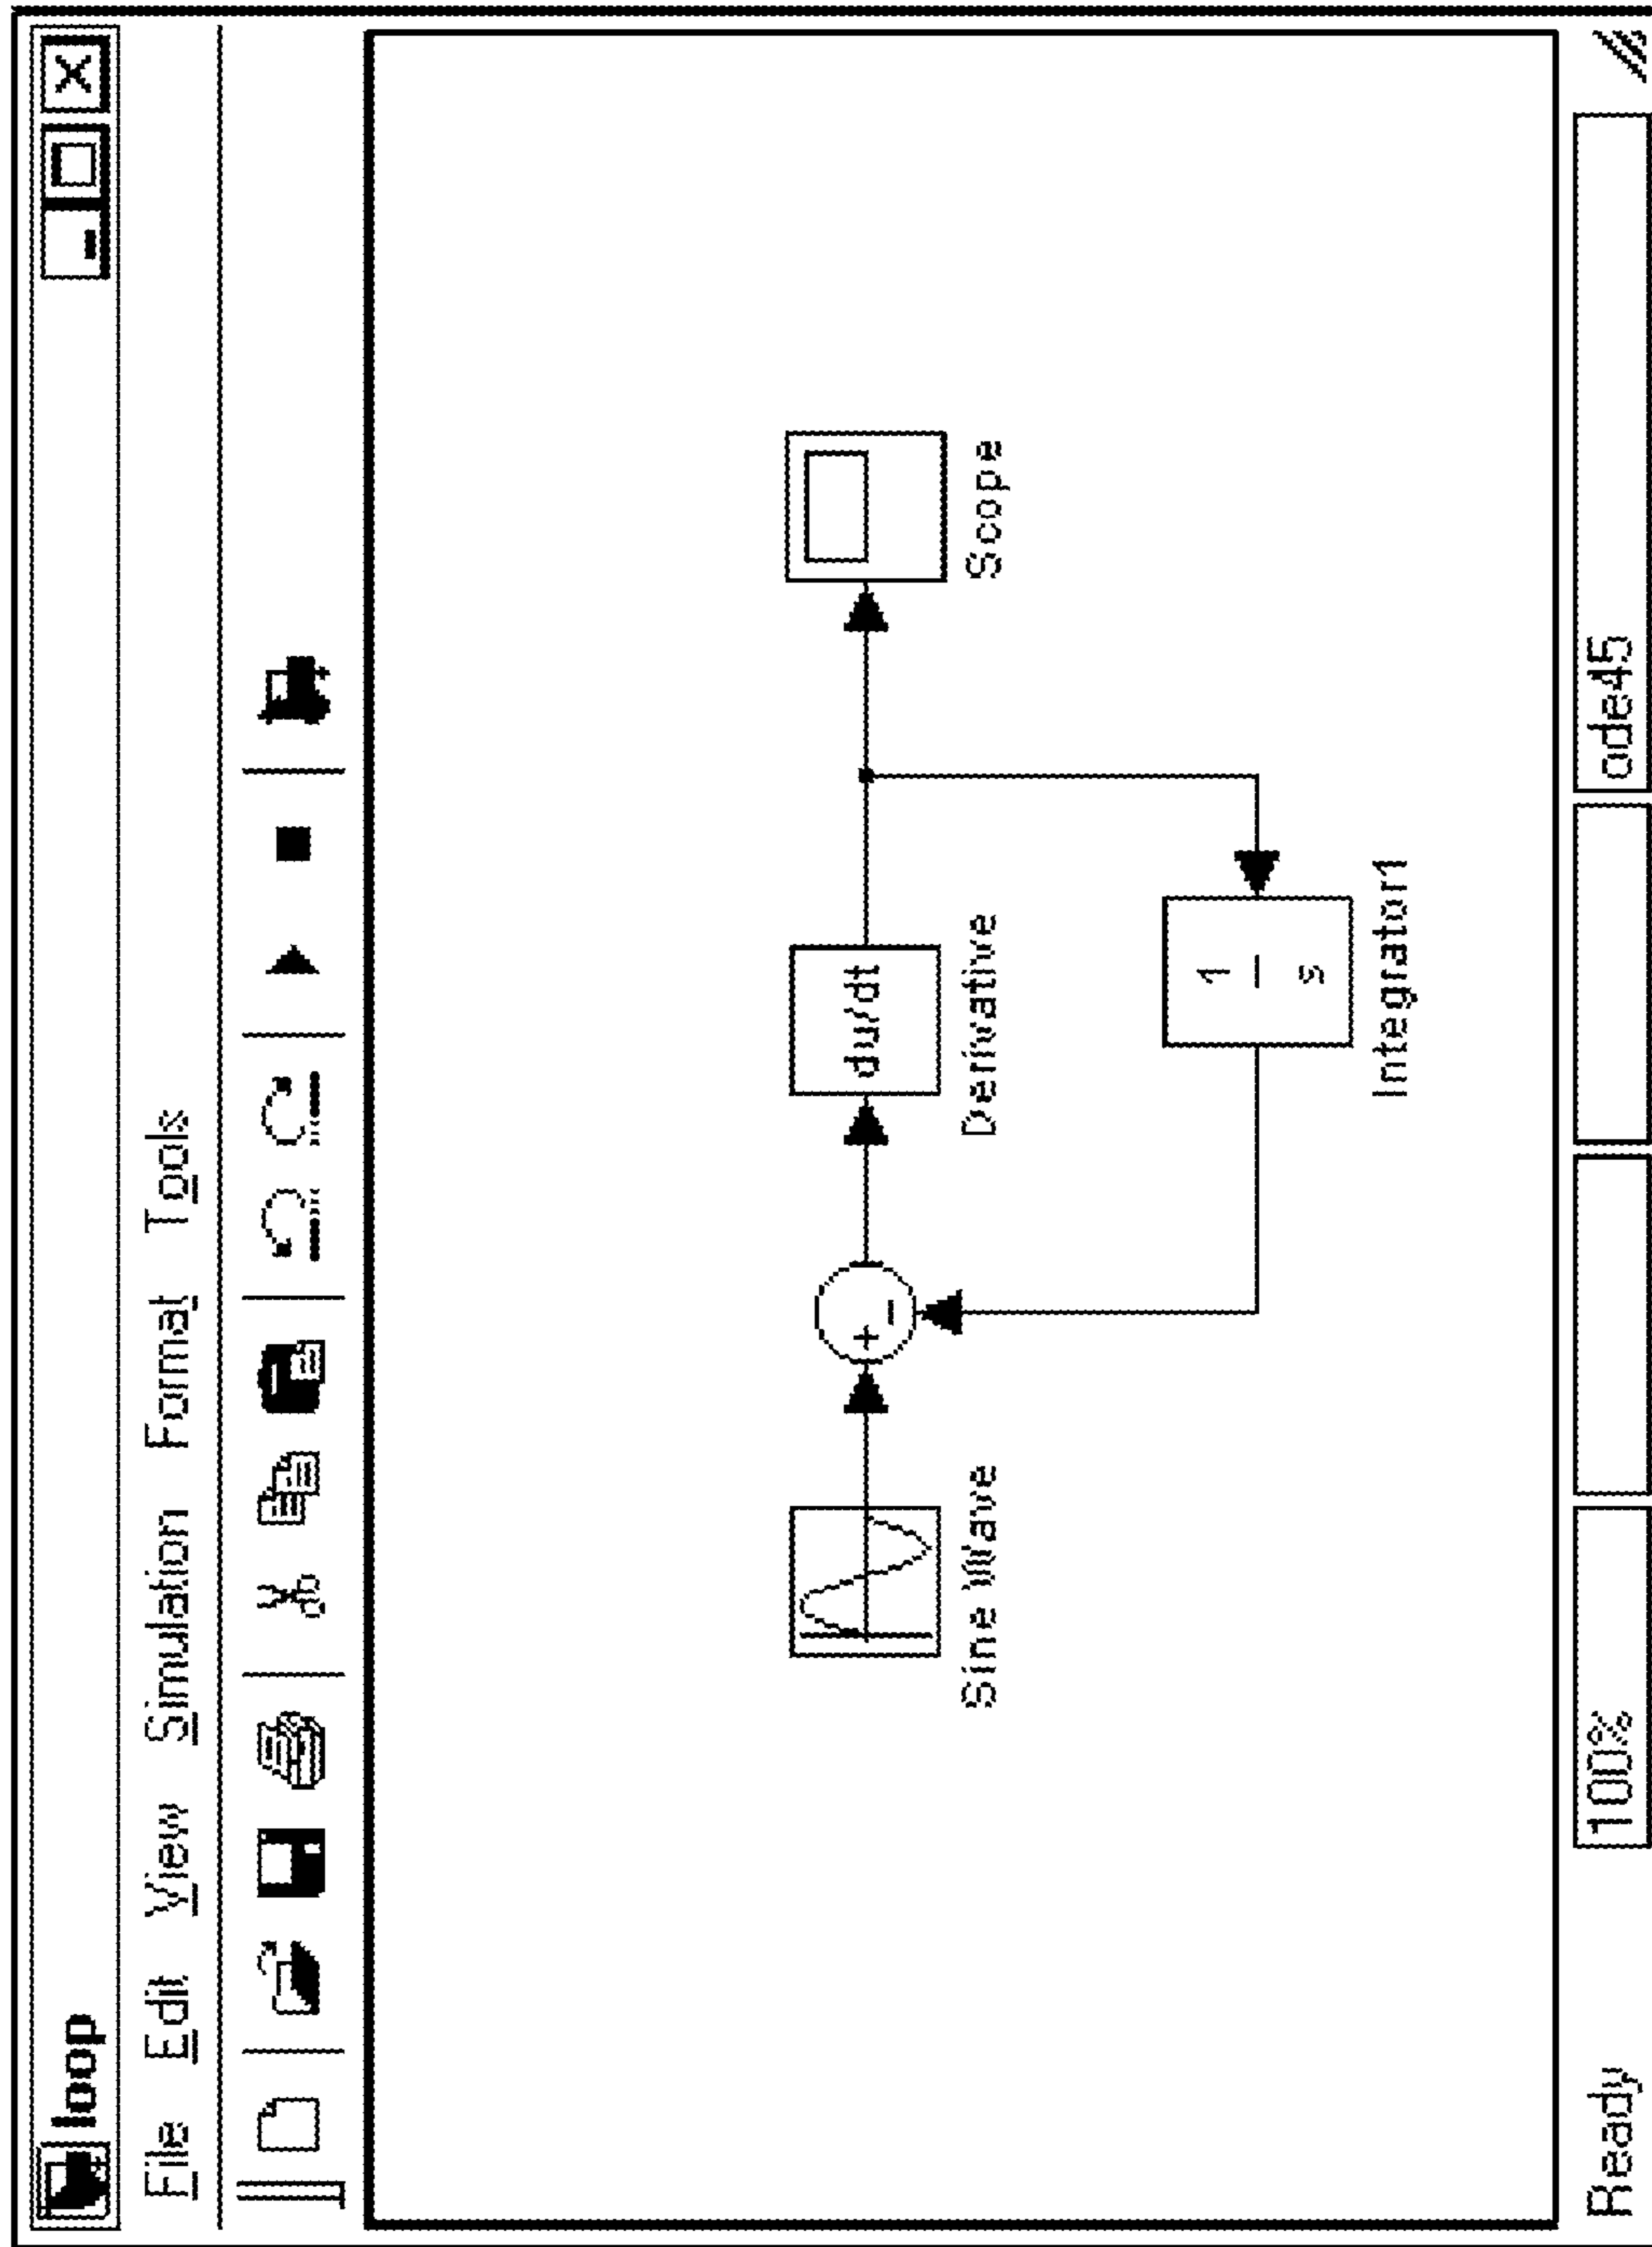 loop
File Edit View Simulation Format Tools
+
−
du/dt
Sine Wave
Derivative
Scope
1
s
Integrator1
Ready 100% ode45